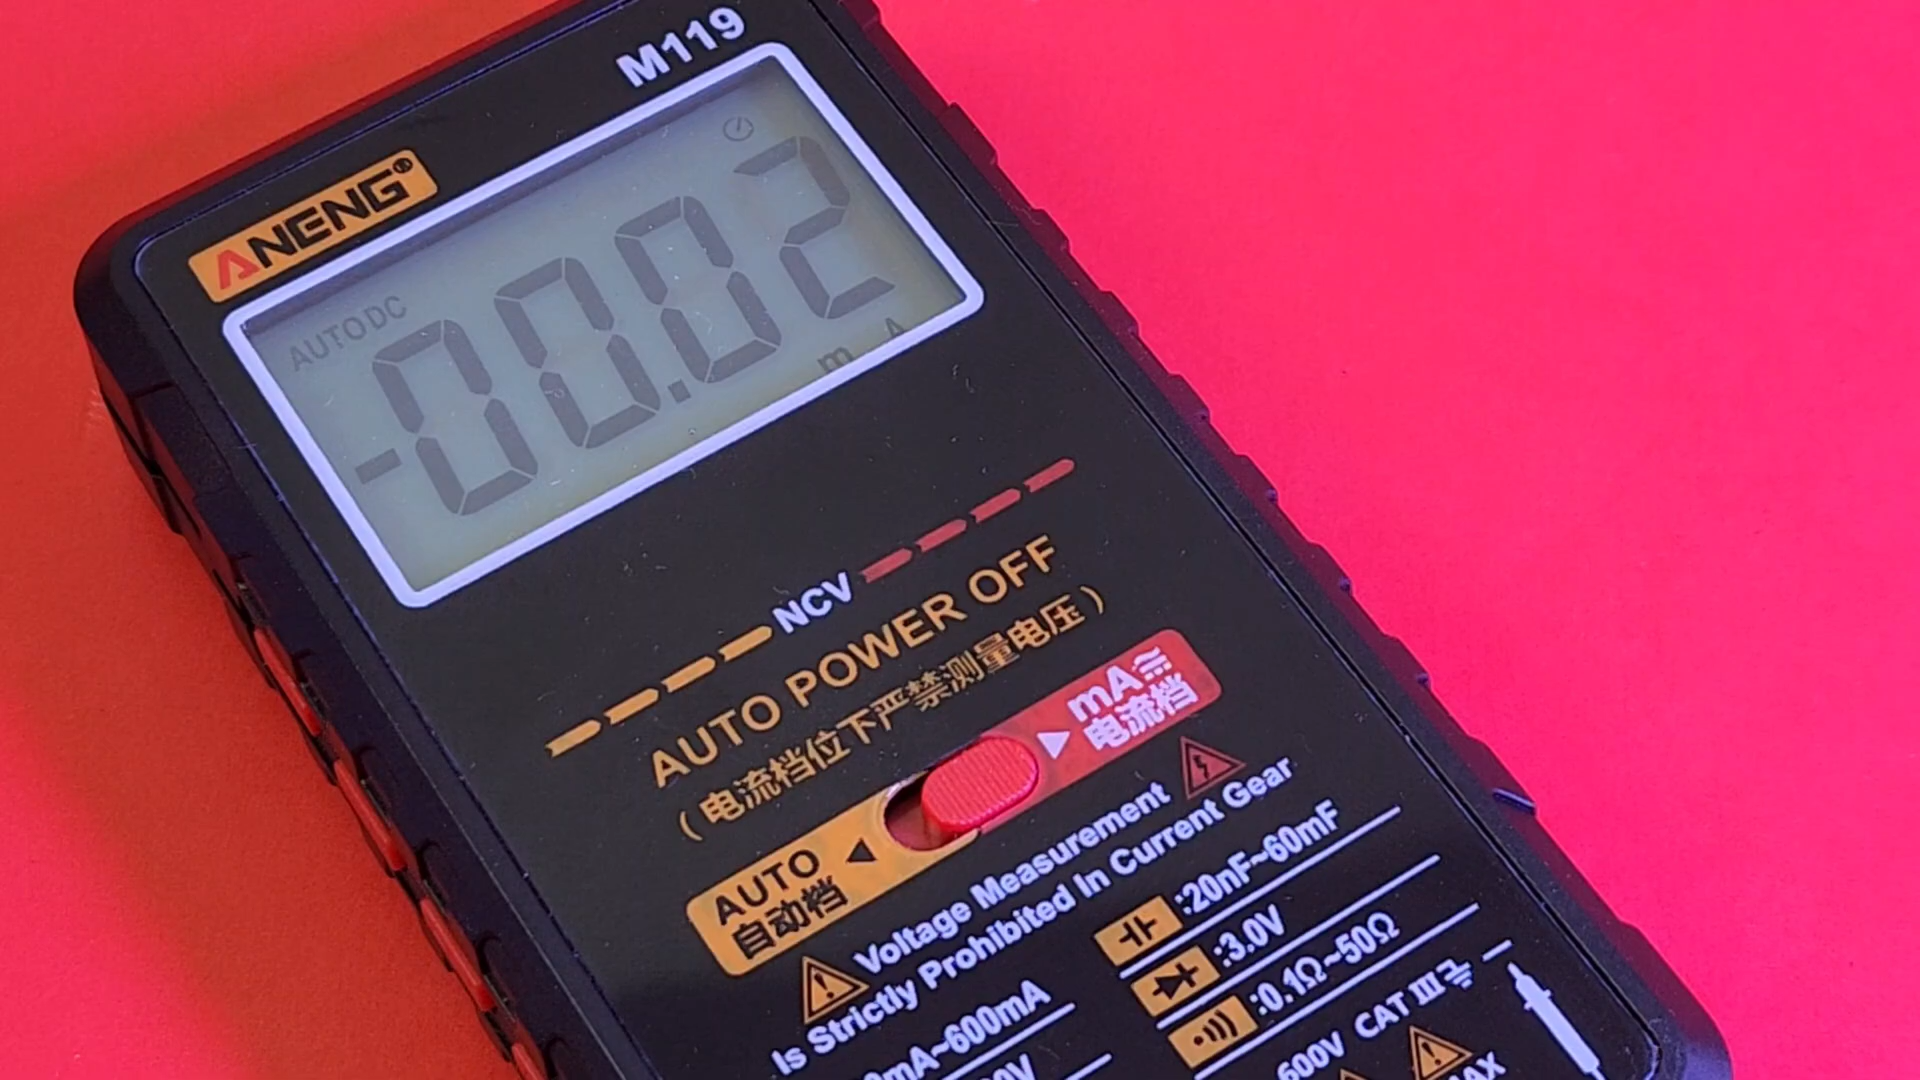 M119
ANENG®
AUTO DC
-00.02
m A
NCV
AUTO POWER OFF
(电流档位下严禁测量电压)
mA
电流档
AUTO
自动档
Voltage Measurement
Is Strictly Prohibited In Current Gear
:20nF~60mF
:3.0V
:0.1Ω~50Ω
mA~600mA
600V CAT III